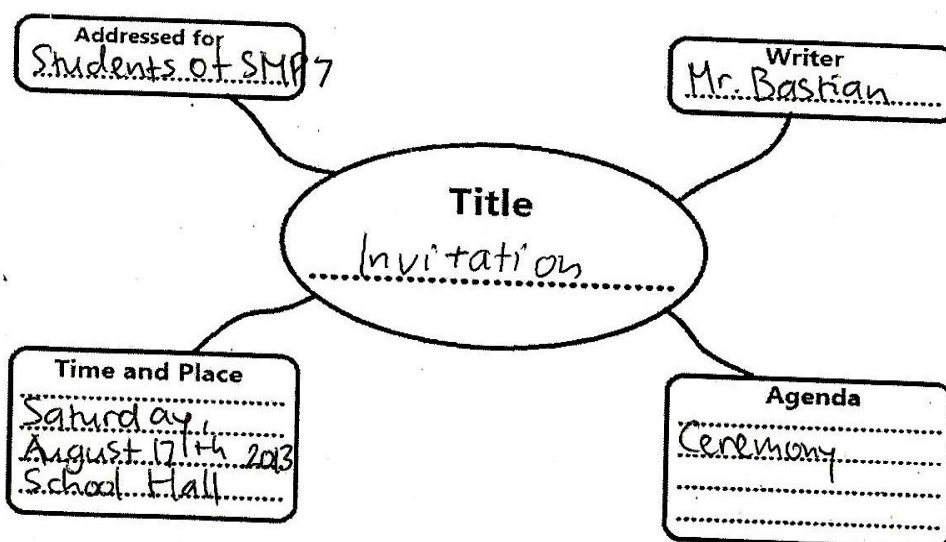 Addressed for
Students of SMP 7
Writer
Mr. Bastian
Title
Invitation
Time and Place
Saturday,
August 17th 2013
School Hall
Agenda
Ceremony